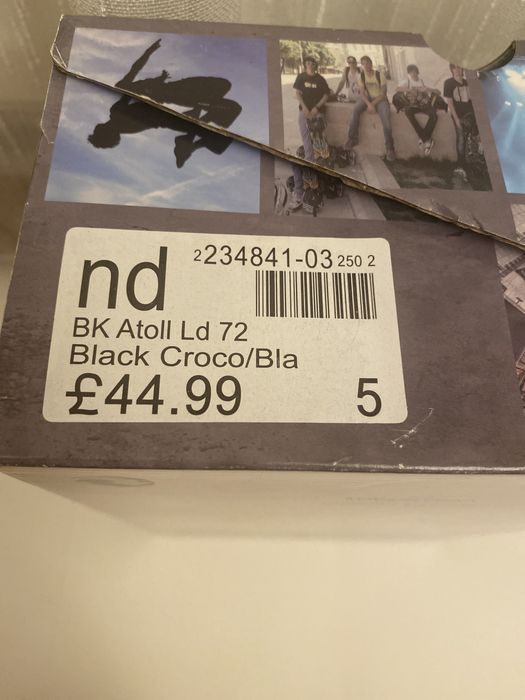 2234841-03 250 2
nd
BK Atoll Ld 72
Black Croco/Bla
£44.99 5